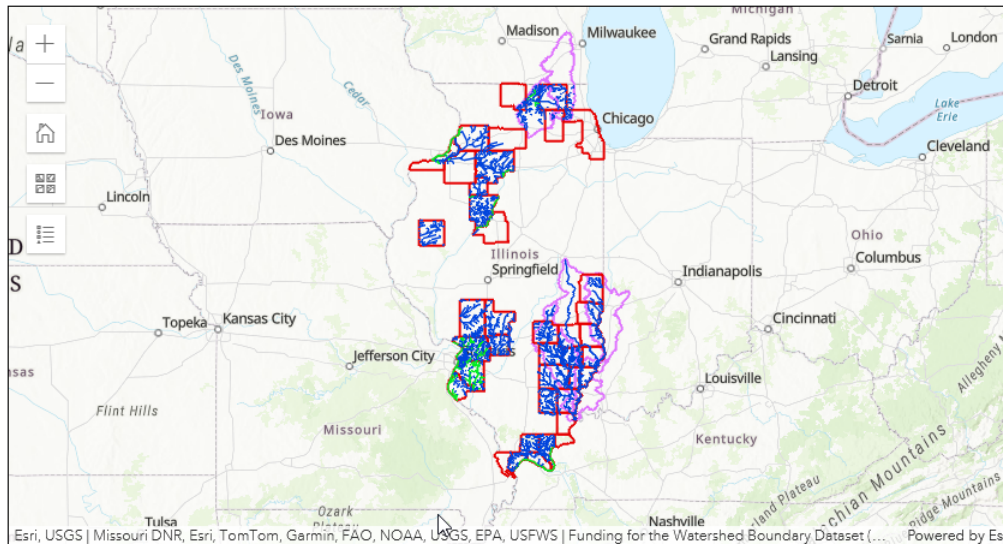 Michigan
Madison
Milwaukee
Grand Rapids
Sarnia
London
Lansing
Detroit
Des Moines
Cedar
Iowa
Chicago
Lake
Erie
Des Moines
Cleveland
Lincoln
Ohio
D
Illinois
Columbus
Springfield
Indianapolis
S
Topeka
Kansas City
Cincinnati
Jefferson City
Allegheny M
nsas
Louisville
Flint Hills
Missouri
Kentucky
Ozark
Tulsa
Nashville
Esri, USGS | Missouri DNR, Esri, TomTom, Garmin, FAO, NOAA, USGS, EPA, USFWS | Funding for the Watershed Boundary Dataset (... Powered by Es